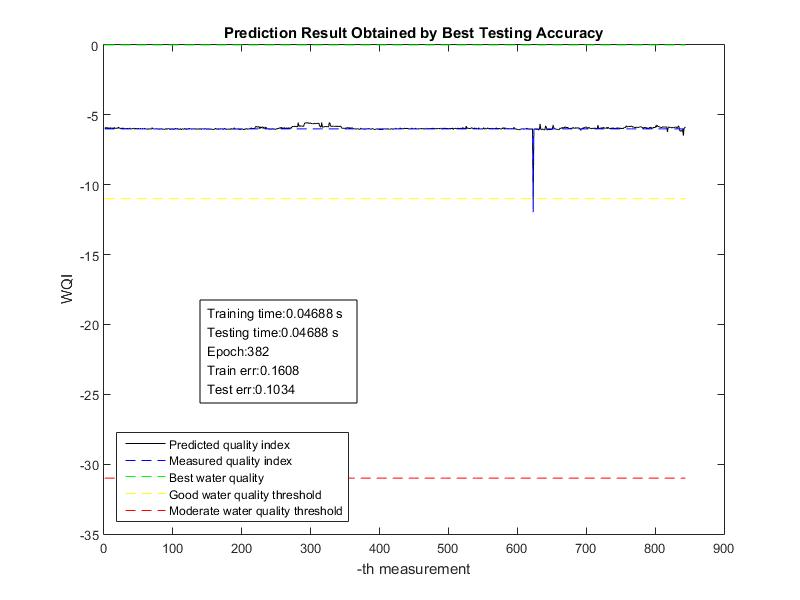 Prediction Result Obtained by Best Testing Accuracy
0
-5
-10
-15
-20
-25
-30
-35
WQI
Training time:0.04688 s
Testing time:0.04688 s
Epoch:382
Train err:0.1608
Test err:0.1034
Predicted quality index
Measured quality index
Best water quality
Good water quality threshold
Moderate water quality threshold
0 100 200 300 400 500 600 700 800 900
-th measurement